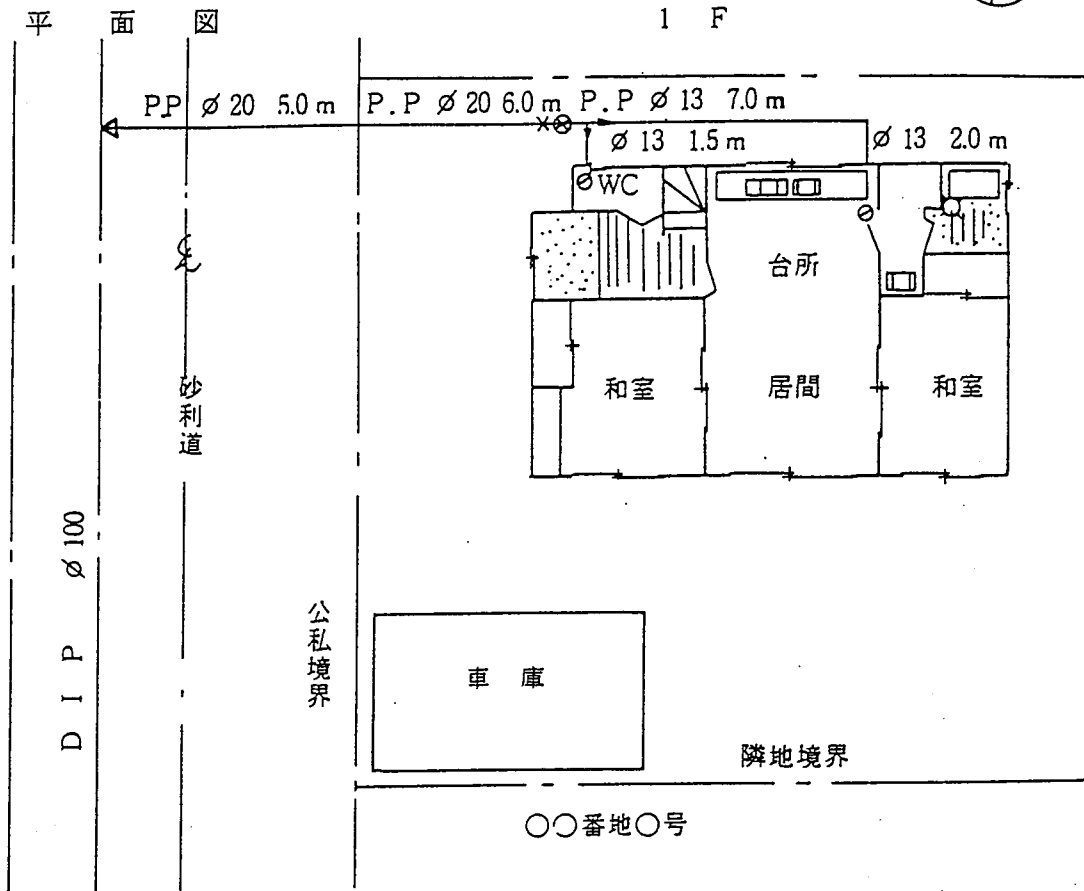 平面図
1 F
P.P ø 20 5.0 m
P.P ø 20 6.0 m
P.P ø 13 7.0 m
ø 13 1.5 m
ø 13 2.0 m
WC
台所
砂利道
和室
居間
和室
DIP ø 100
公私境界
車庫
隣地境界
○○番地○号